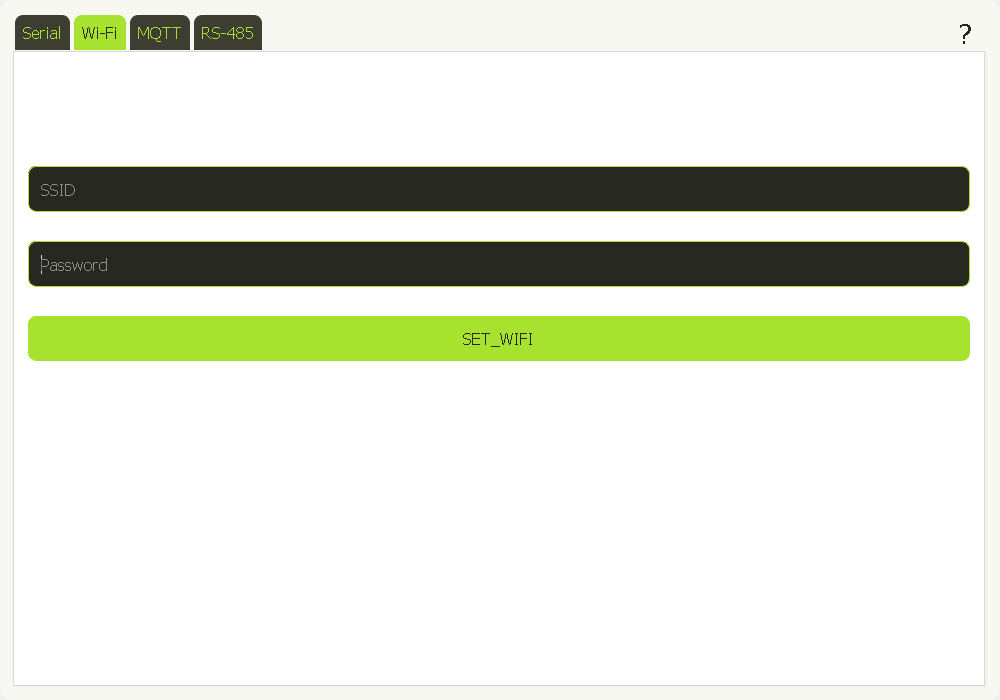 Serial Wi-Fi MQTT RS-485 ?
SSID
Password
SET_WIFI